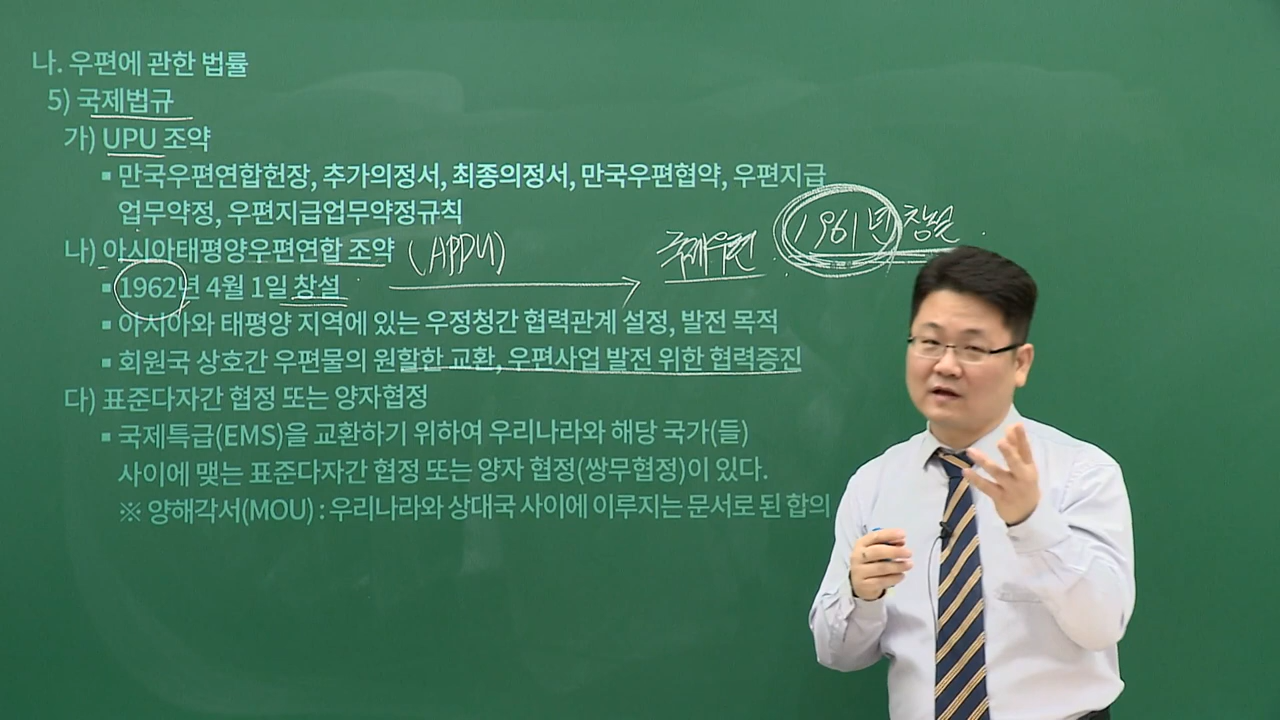 나. 우편에 관한 법률
5) 국제법규
가) UPU 조약
▪ 만국우편연합헌장, 추가의정서, 최종의정서, 만국우편협약, 우편지급
업무약정, 우편지급업무약정규칙
나) 아시아태평양우편연합 조약 (APPU) 국제우편 1961년 창설
▪ 1962년 4월 1일 창설
▪ 아시아와 태평양 지역에 있는 우정청간 협력관계 설정, 발전 목적
▪ 회원국 상호간 우편물의 원할한 교환, 우편사업 발전 위한 협력증진
다) 표준다자간 협정 또는 양자협정
▪ 국제특급(EMS)을 교환하기 위하여 우리나라와 해당 국가(들)
사이에 맺는 표준다자간 협정 또는 양자 협정(쌍무협정)이 있다.
※ 양해각서(MOU) : 우리나라와 상대국 사이에 이루지는 문서로 된 합의